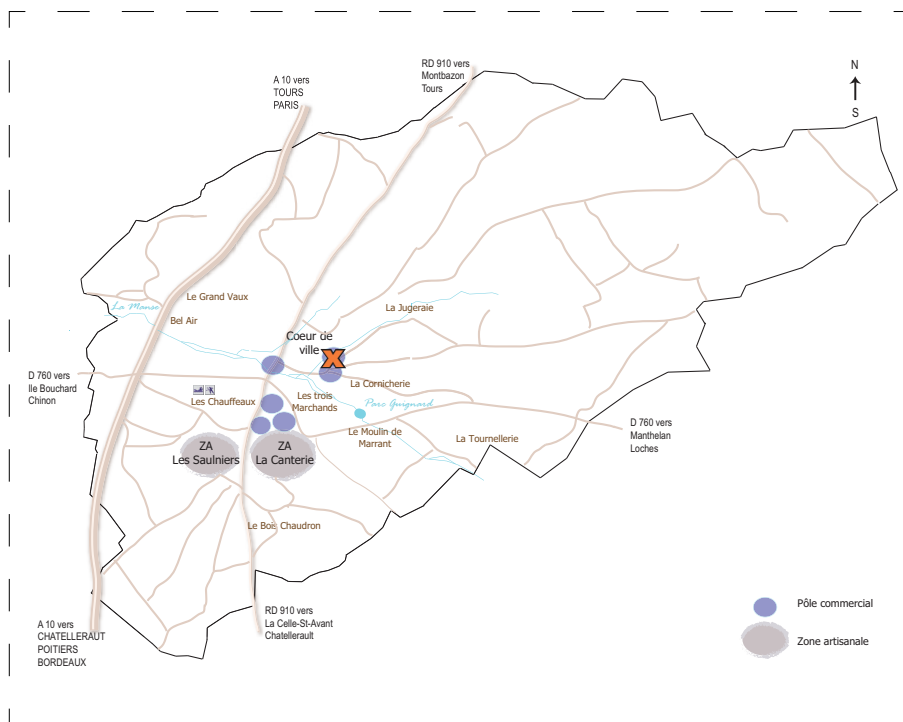 RD 910 vers
Montbazon
Tours
A 10 vers
TOURS
PARIS
N
S
Le Grand Vaux
La Manse
Bel Air
La Jugeraie
Coeur de
ville
X
D 760 vers
Ile Bouchard
Chinon
La Cornicherie
Les Chauffeaux
Les trois
Marchands
Parc Guignard
Le Moulin de
Marrant
La Tournellerie
D 760 vers
Manthelan
Loches
ZA
Les Saulniers
ZA
La Canterie
Le Bois Chaudron
RD 910 vers
La Celle-St-Avant
Chatellerault
A 10 vers
CHATELLERAUT
POITIERS
BORDEAUX
Pôle commercial
Zone artisanale